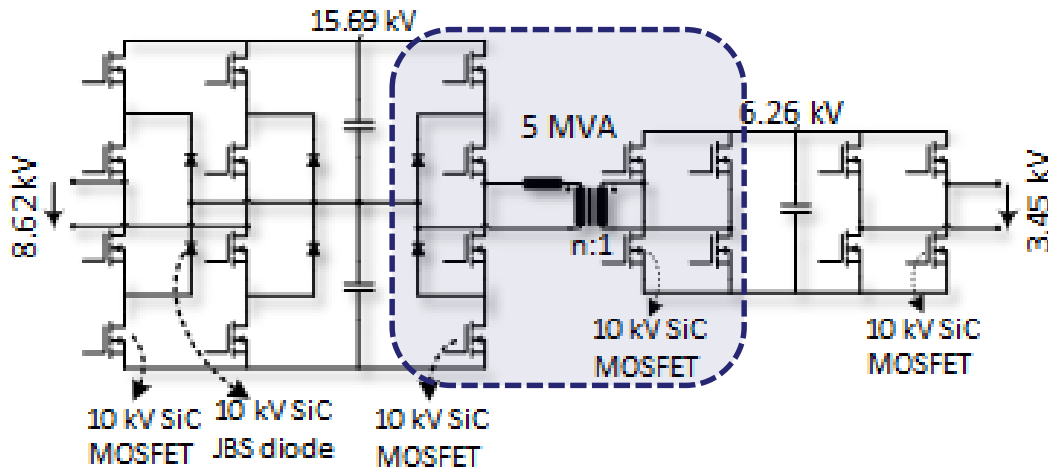 15.69 kV
5 MVA
6.26 kV
8.62 kV
3.45 kV
n:1
10 kV SiC
MOSFET
10 kV SiC
MOSFET
10 kV SiC
MOSFET
10 kV SiC
JBS diode
10 kV SiC
MOSFET